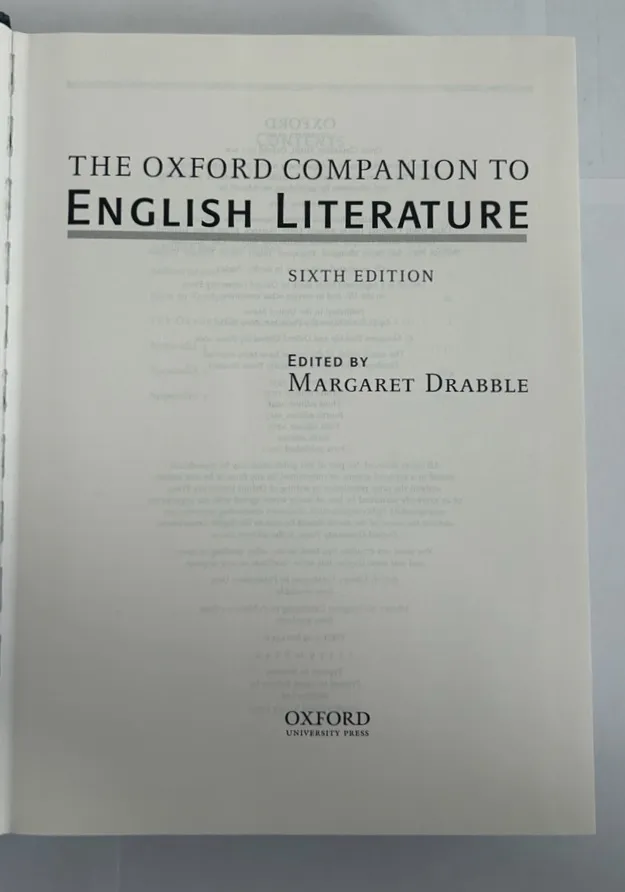 THE OXFORD COMPANION TO
ENGLISH LITERATURE
SIXTH EDITION
EDITED BY
MARGARET DRABBLE
OXFORD
UNIVERSITY PRESS